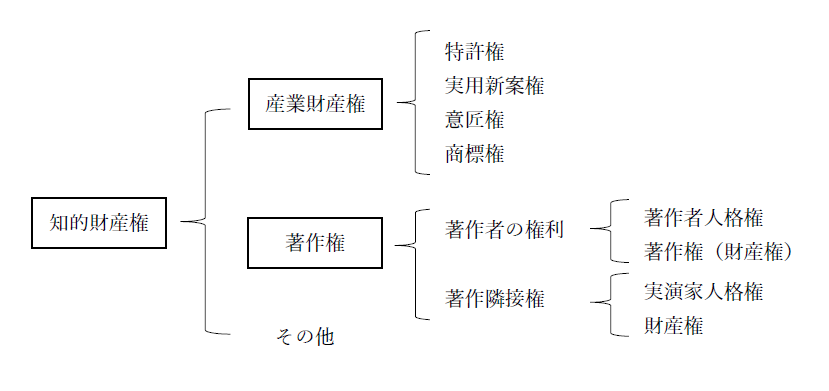 知的財産権
産業財産権
特許権
実用新案権
意匠権
商標権
著作権
著作者の権利
著作者人格権
著作権（財産権）
著作隣接権
実演家人格権
財産権
その他